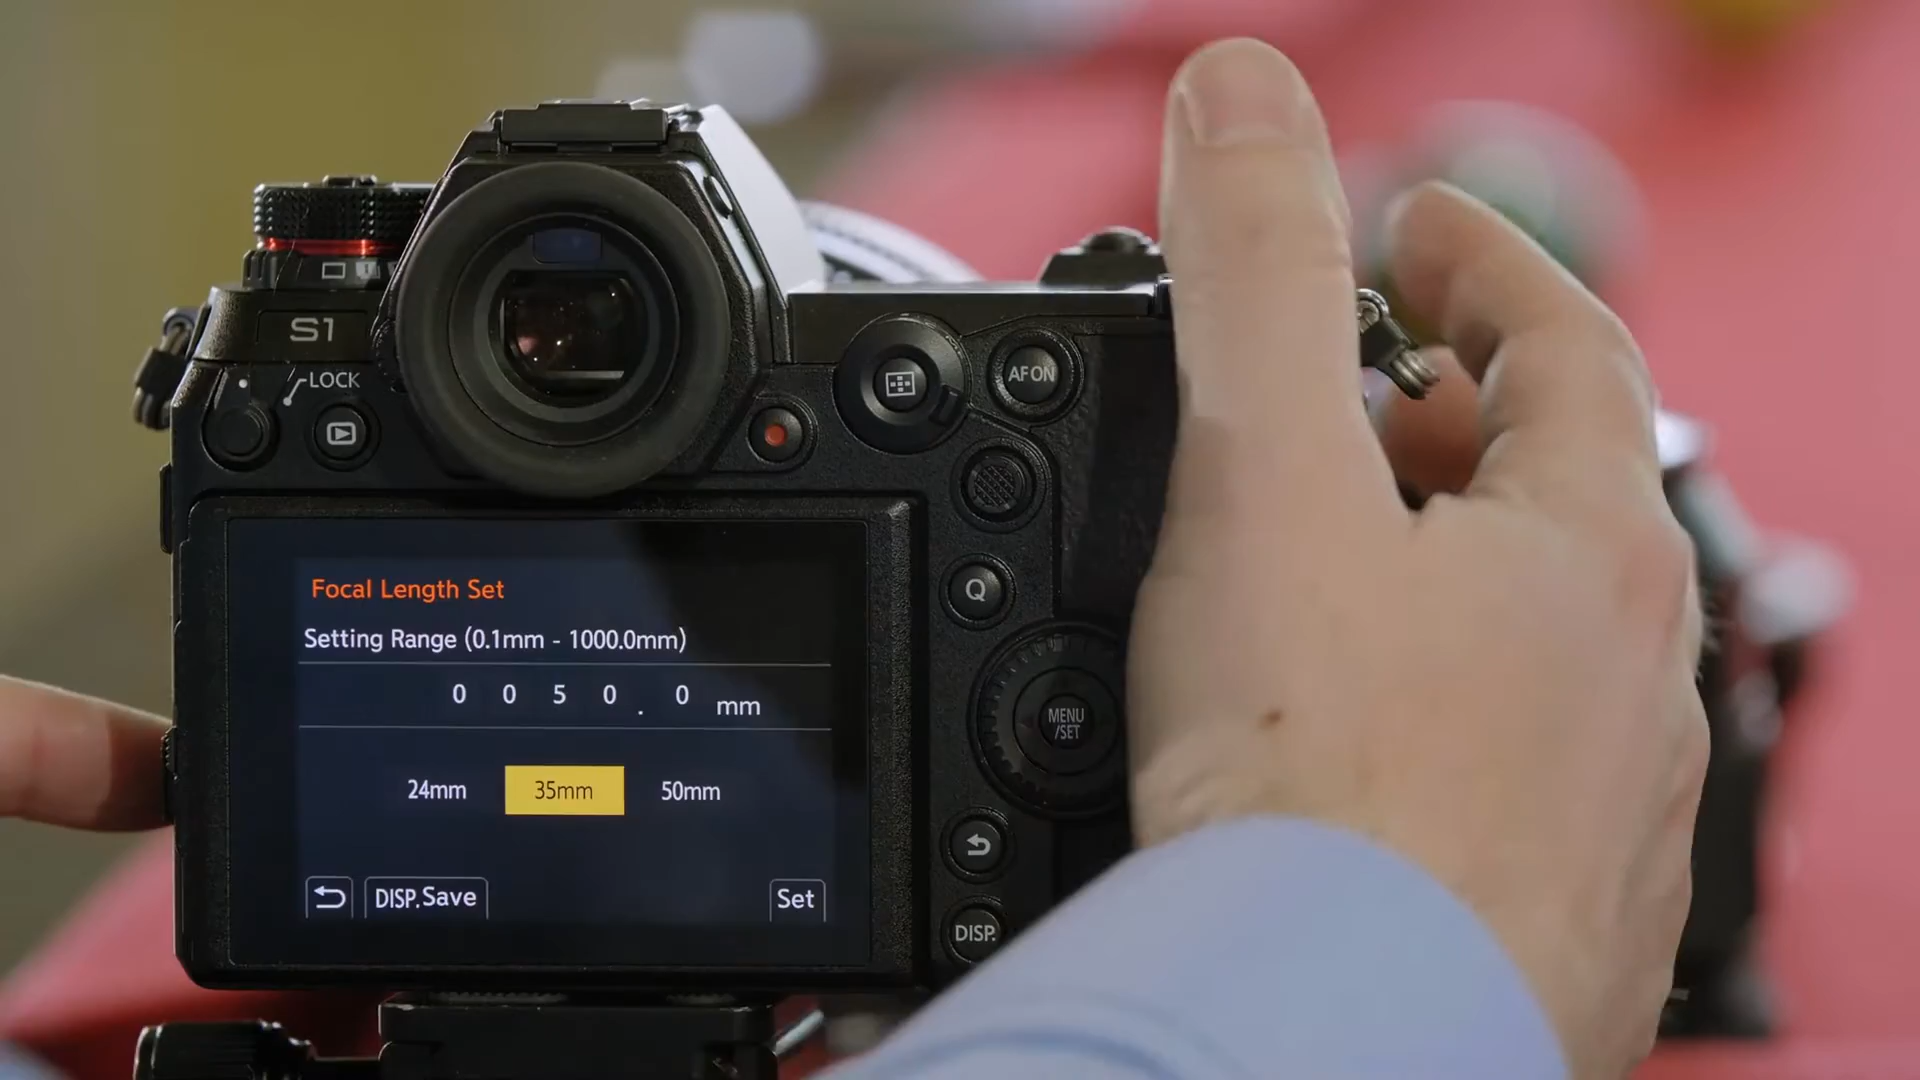 S1
LOCK
AF ON
Q
MENU
/SET
DISP.
Focal Length Set
Setting Range (0.1mm - 1000.0mm)
0 0 5 0 . 0 mm
24mm 35mm 50mm
DISP. Save Set